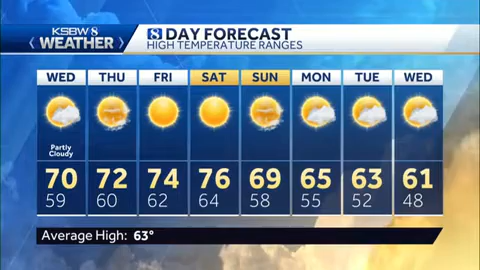 KSBW 8
WEATHER
8 DAY FORECAST
HIGH TEMPERATURE RANGES
WED THU FRI SAT SUN MON TUE WED
Partly
Cloudy
70 72 74 76 69 65 63 61
59 60 62 64 58 55 52 48
Average High: 63°